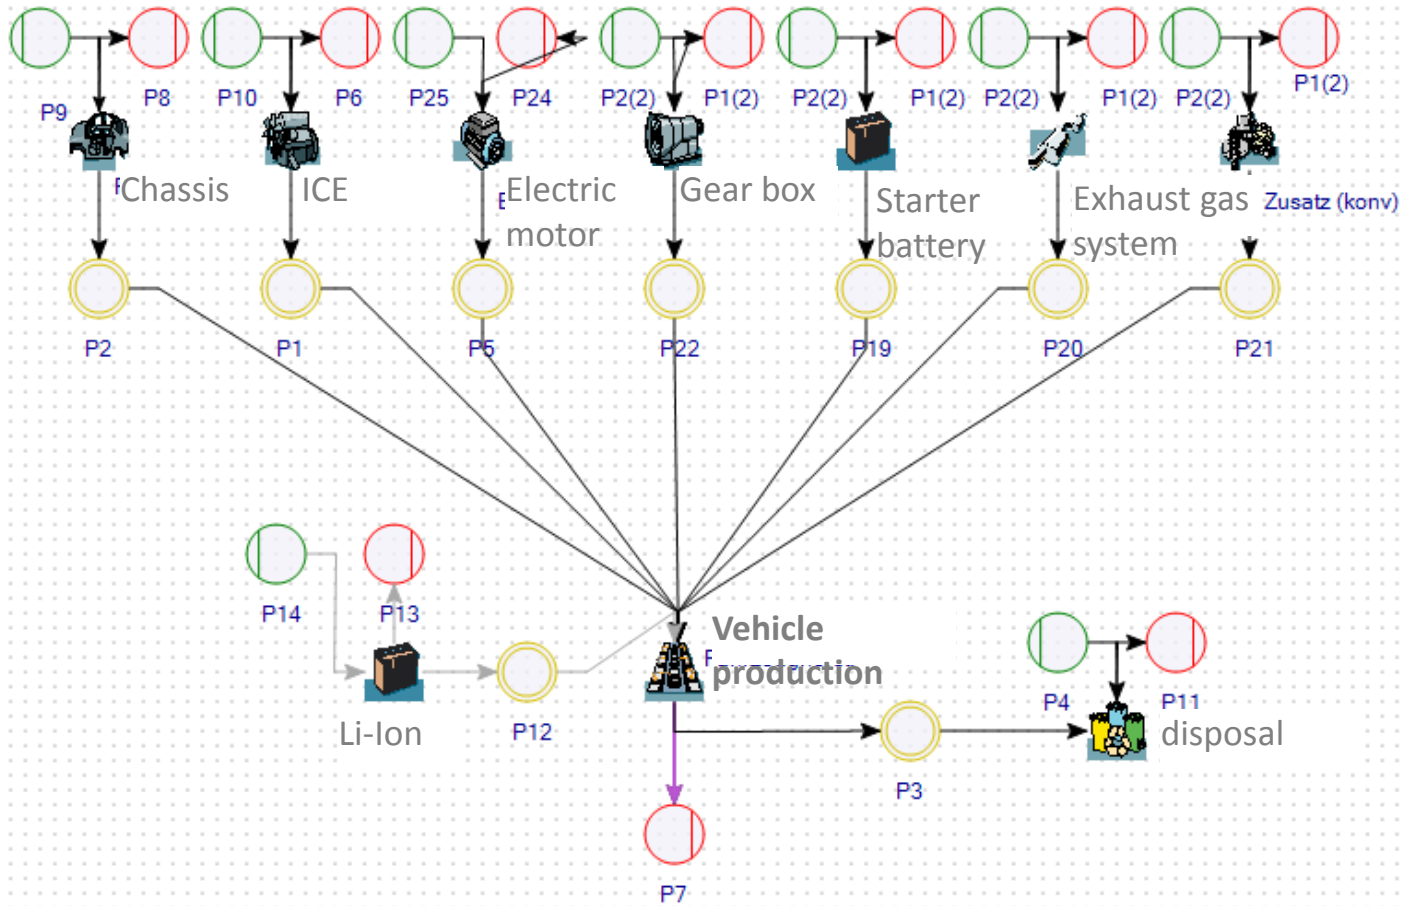 P9
P8
P10
P6
P25
P24
P2(2)
P1(2)
P2(2)
P1(2)
P2(2)
P1(2)
P2(2)
P1(2)
Chassis
ICE
Electric
motor
Gear box
Starter
battery
Exhaust gas
system
Zusatz (konv)
P2
P1
P5
P22
P19
P20
P21
P14
P13
Li-Ion
P12
Vehicle
production
P4
P11
disposal
P3
P7